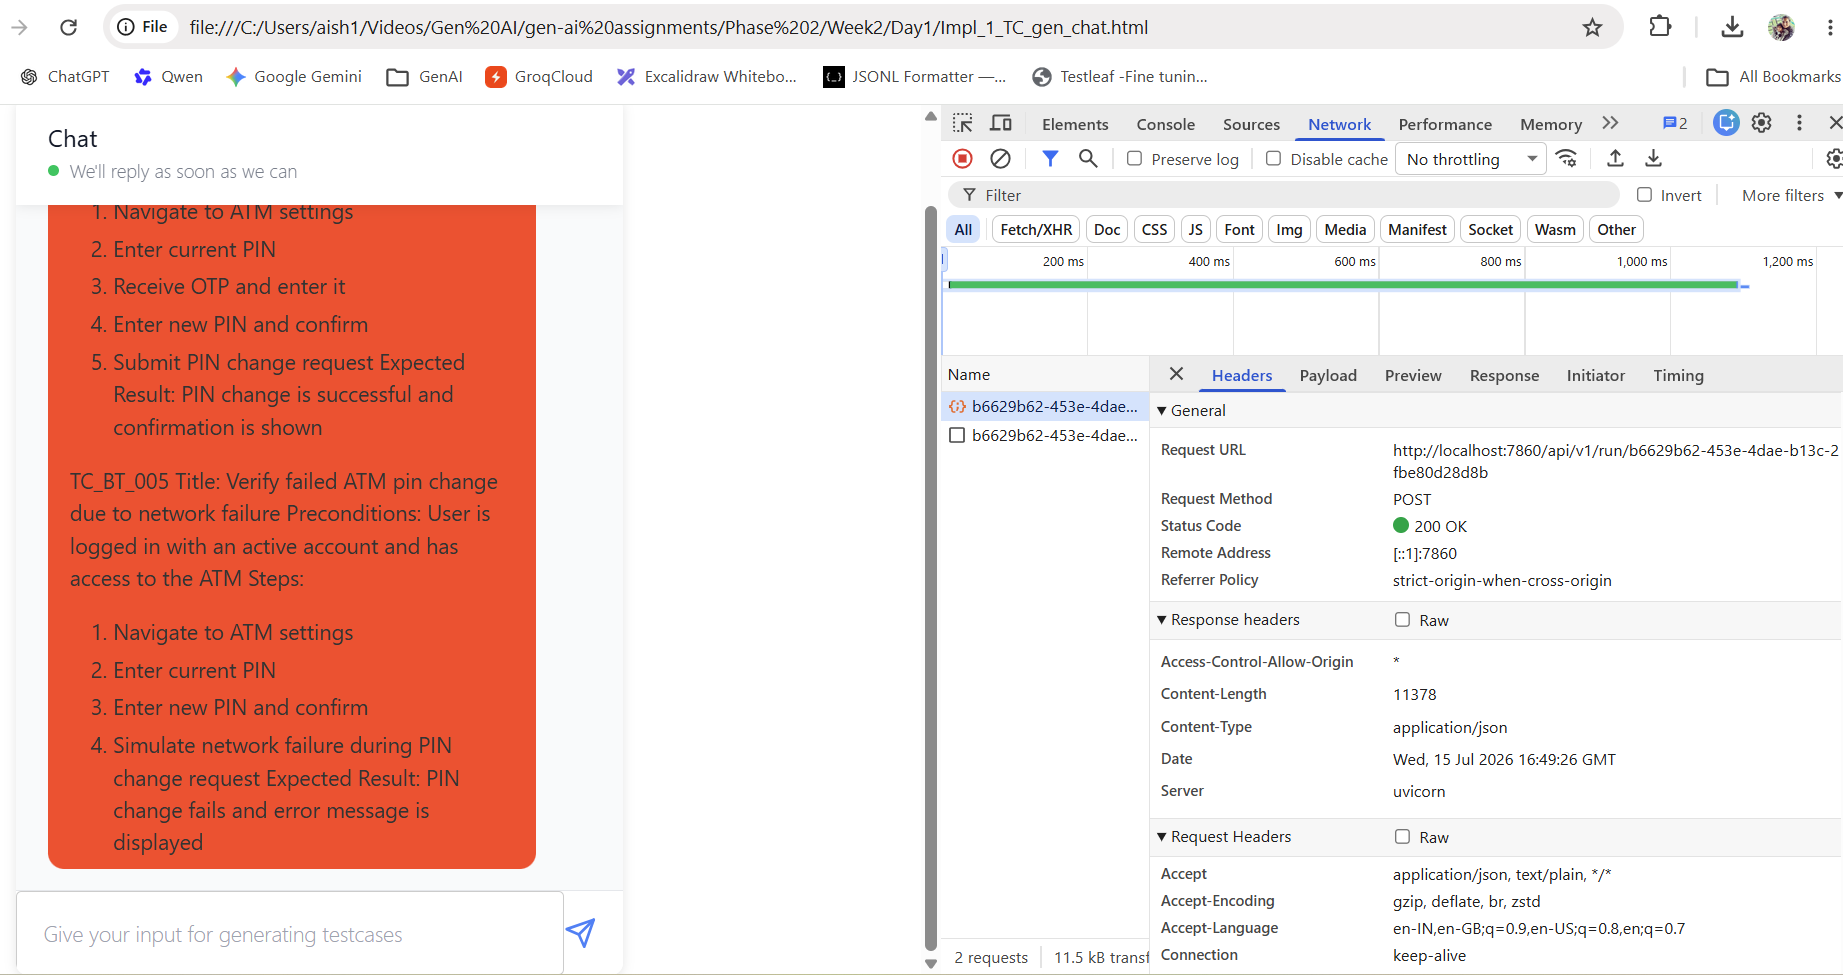 File
file:///C:/Users/aish1/Videos/Gen%20AI/gen-ai%20assignments/Phase%202/Week2/Day1/Impl_1_TC_gen_chat.html
ChatGPT
Qwen
Google Gemini
GenAI
GroqCloud
Excalidraw Whitebo...
JSONL Formatter —...
Testleaf -Fine tunin...
All Bookmarks
Chat
We'll reply as soon as we can
1. Navigate to ATM settings
2. Enter current PIN
3. Receive OTP and enter it
4. Enter new PIN and confirm
5. Submit PIN change request Expected
Result: PIN change is successful and
confirmation is shown
TC_BT_005 Title: Verify failed ATM pin change
due to network failure Preconditions: User is
logged in with an active account and has
access to the ATM Steps:
1. Navigate to ATM settings
2. Enter current PIN
3. Enter new PIN and confirm
4. Simulate network failure during PIN
change request Expected Result: PIN
change fails and error message is
displayed
Give your input for generating testcases
Elements
Console
Sources
Network
Performance
Memory
2
Preserve log
Disable cache
No throttling
Filter
Invert
More filters
All
Fetch/XHR
Doc
CSS
JS
Font
Img
Media
Manifest
Socket
Wasm
Other
200 ms
400 ms
600 ms
800 ms
1,000 ms
1,200 ms
Name
b6629b62-453e-4dae...
b6629b62-453e-4dae...
2 requests
11.5 kB transf
Headers
Payload
Preview
Response
Initiator
Timing
General
Request URL
http://localhost:7860/api/v1/run/b6629b62-453e-4dae-b13c-2
fbe80d28d8b
Request Method
POST
Status Code
200 OK
Remote Address
[::1]:7860
Referrer Policy
strict-origin-when-cross-origin
Response headers
Raw
Access-Control-Allow-Origin
*
Content-Length
11378
Content-Type
application/json
Date
Wed, 15 Jul 2026 16:49:26 GMT
Server
uvicorn
Request Headers
Raw
Accept
application/json, text/plain, */*
Accept-Encoding
gzip, deflate, br, zstd
Accept-Language
en-IN,en-GB;q=0.9,en-US;q=0.8,en;q=0.7
Connection
keep-alive